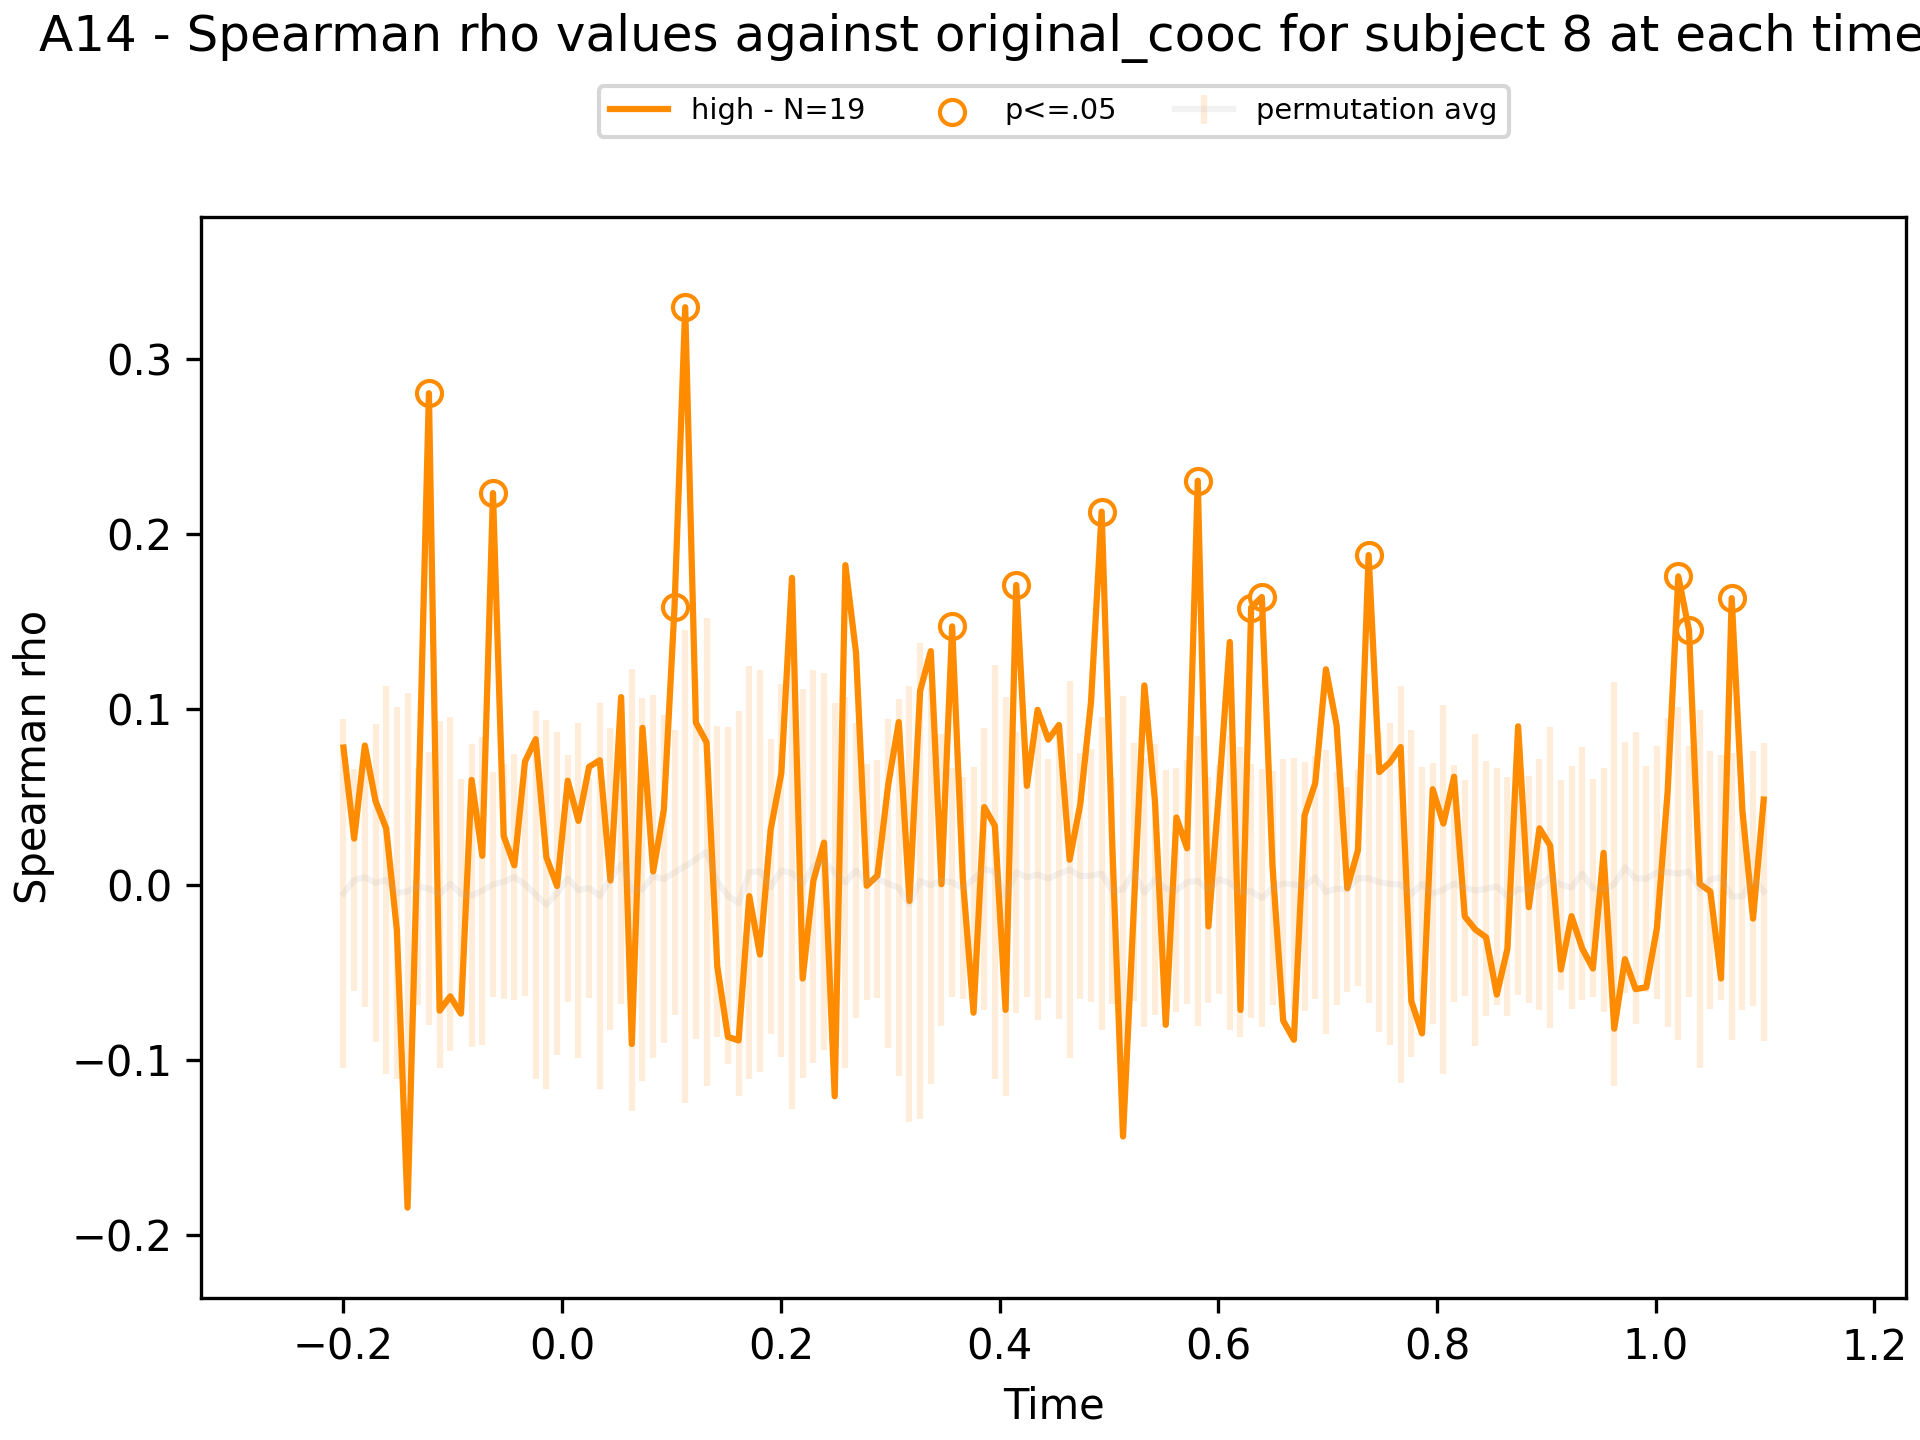 A14 - Spearman rho values against original_cooc for subject 8 at each time
high - N=19 p<=.05 permutation avg
Spearman rho
0.3
0.2
0.1
0.0
−0.1
−0.2
−0.2 0.0 0.2 0.4 0.6 0.8 1.0 1.2
Time